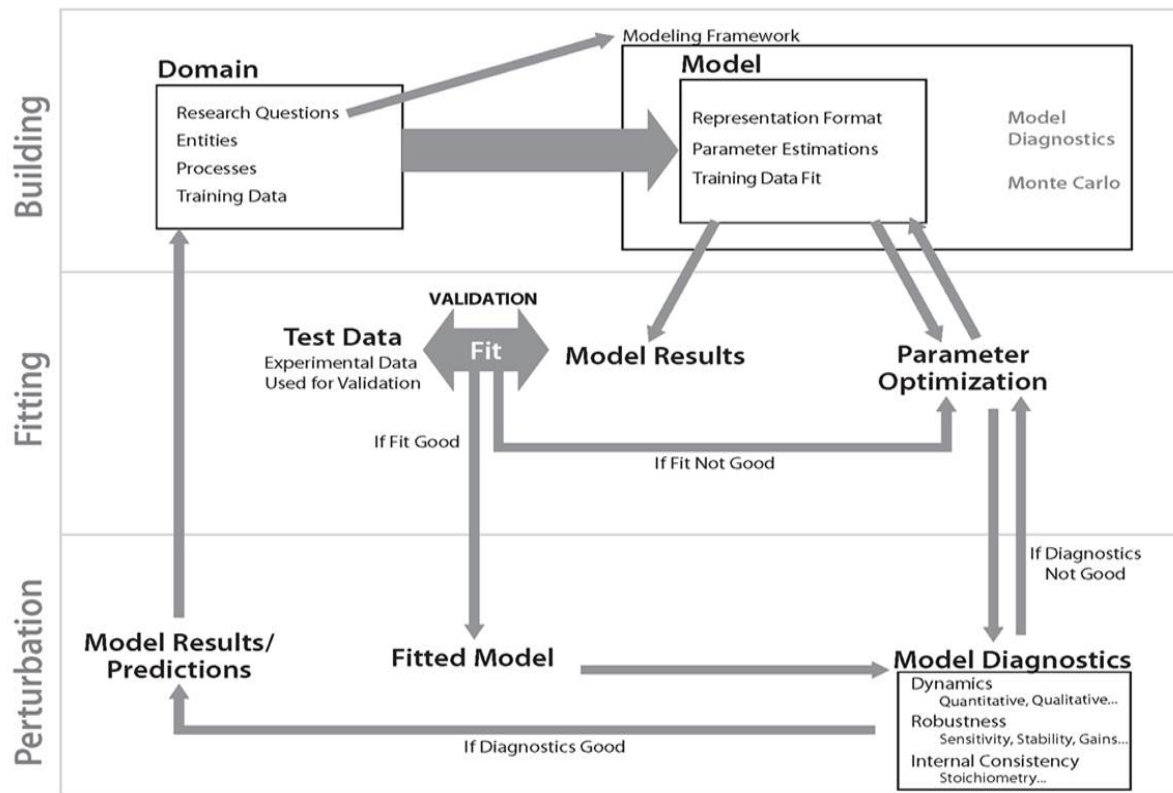 Building
Modeling Framework
Domain
Research Questions
Entities
Processes
Training Data
Model
Representation Format
Parameter Estimations
Training Data Fit
Model
Diagnostics
Monte Carlo
Fitting
VALIDATION
Test Data
Experimental Data
Used for Validation
Fit
Model Results
Parameter
Optimization
If Fit Good
If Fit Not Good
Perturbation
If Diagnostics
Not Good
Model Results/
Predictions
Fitted Model
Model Diagnostics
Dynamics
Quantitative, Qualitative...
Robustness
Sensitivity, Stability, Gains...
Internal Consistency
Stoichiometry...
If Diagnostics Good